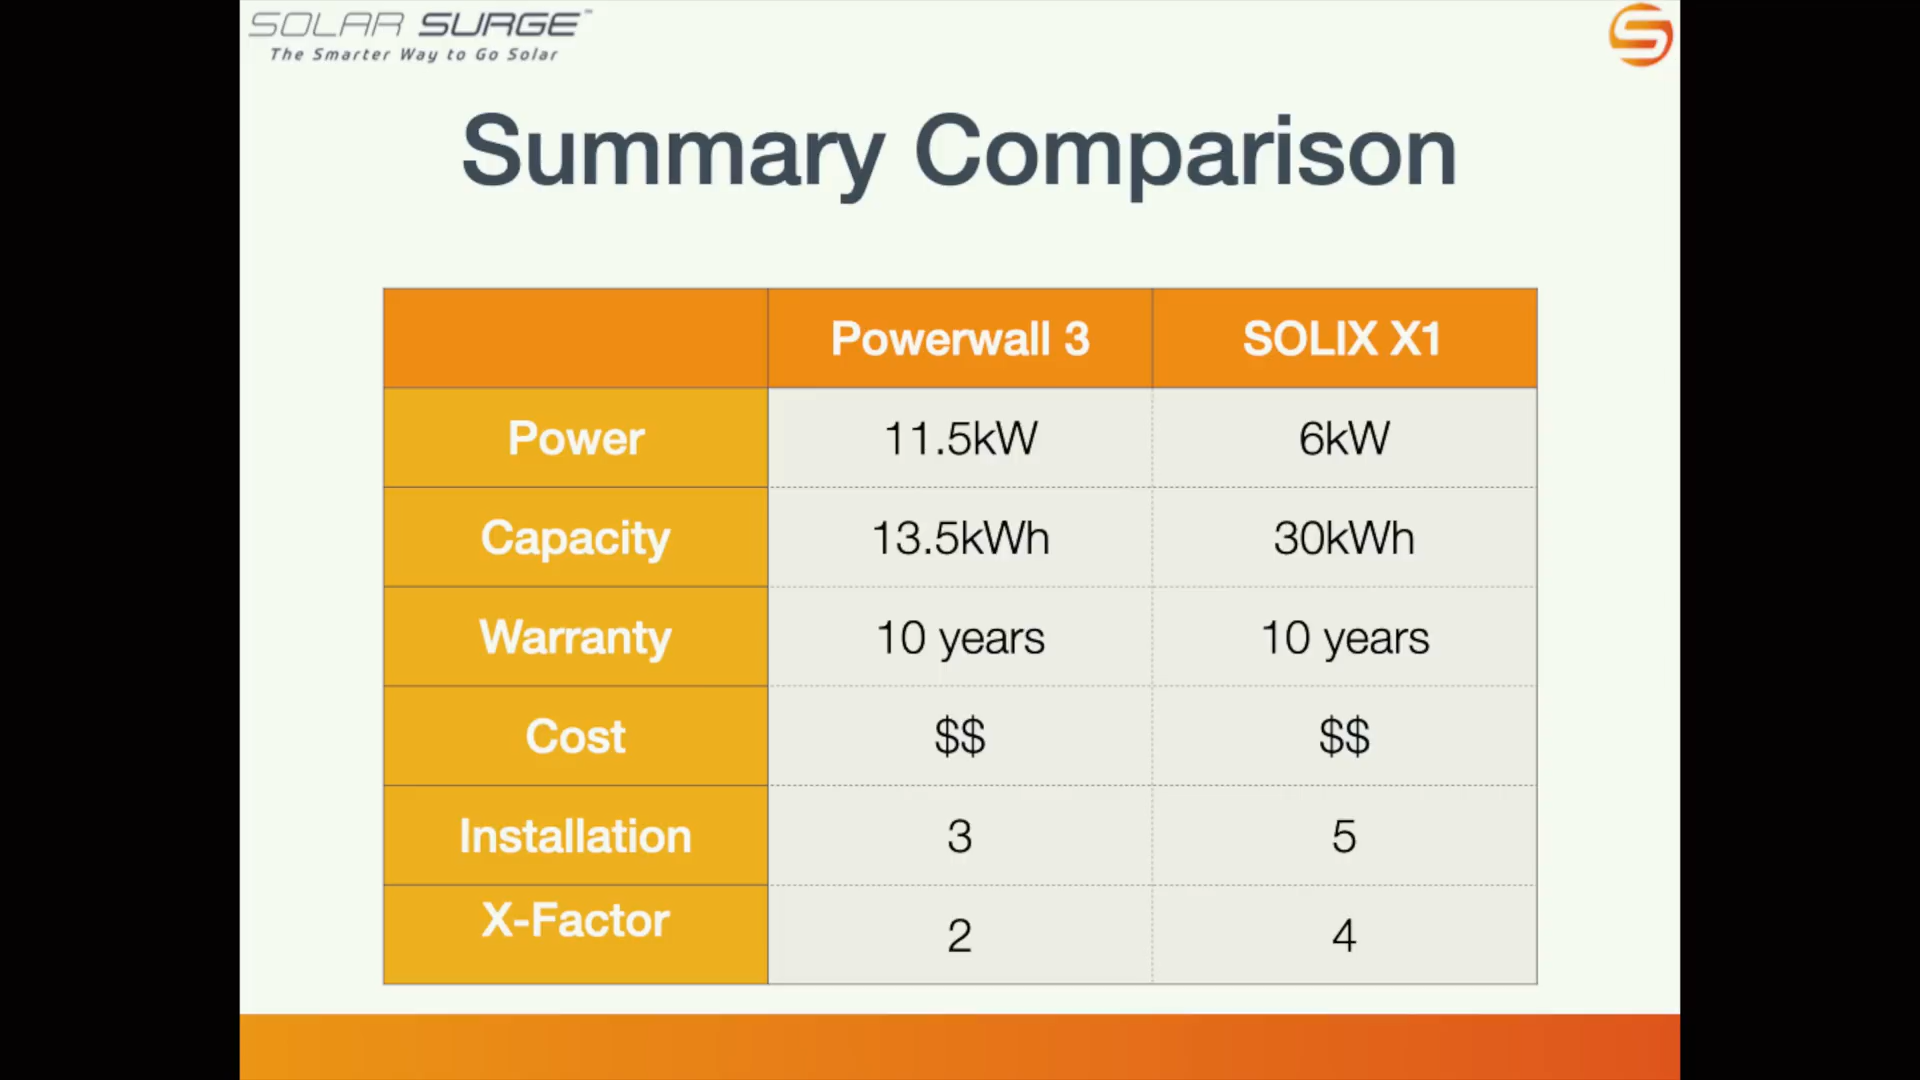 SOLAR SURGE™
The Smarter Way to Go Solar
Summary Comparison
Powerwall 3 SOLIX X1
Power 11.5kW 6kW
Capacity 13.5kWh 30kWh
Warranty 10 years 10 years
Cost $$ $$
Installation 3 5
X-Factor 2 4